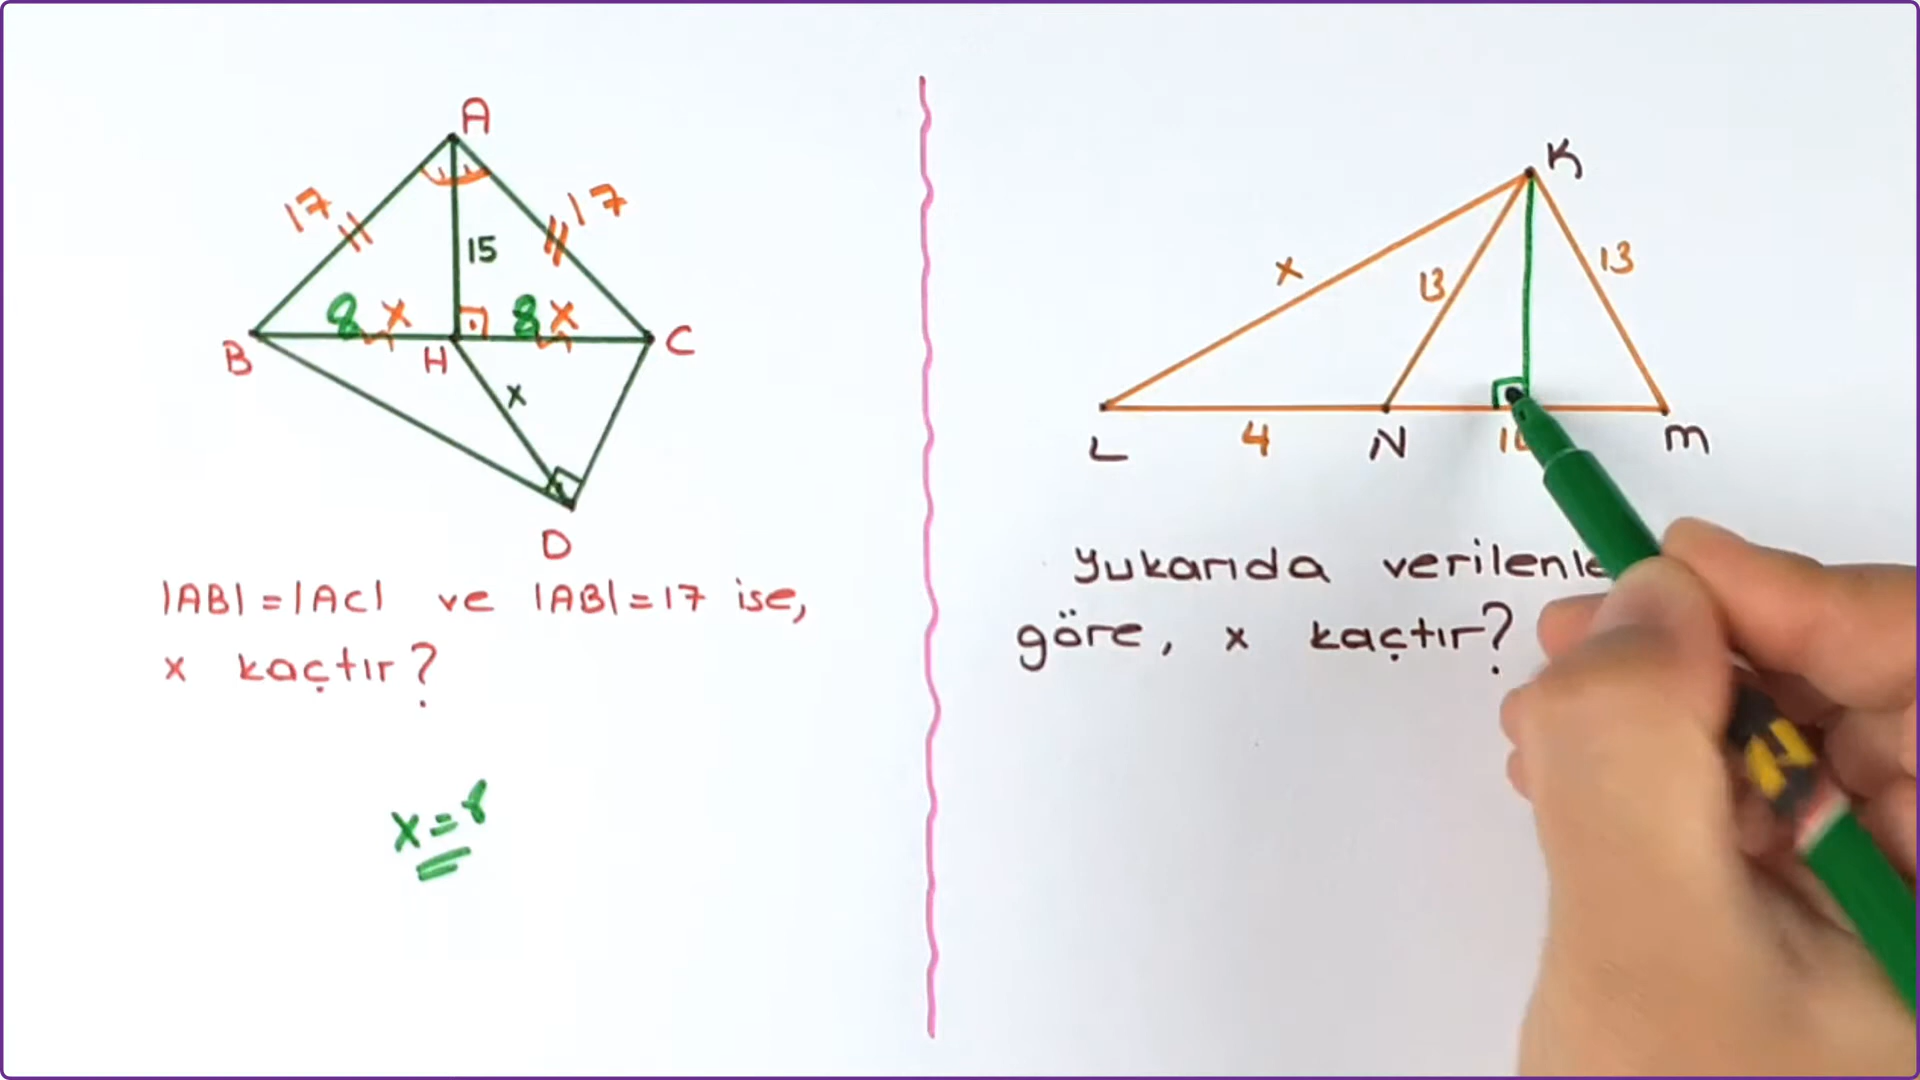 A
17
17
15
8 x
8 x
B
H
C
x
D
|AB| = |AC| ve |AB| = 17 ise,
x kaçtır?
x = 8
K
x
13
13
L
4
N
M
Yukarıda
göre, x kaçtır?